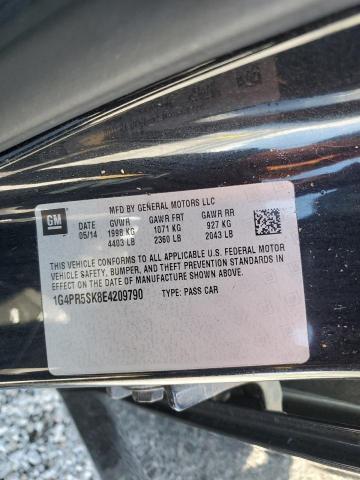 GM
MFD BY GENERAL MOTORS LLC
DATE GVWR GAWR FRT GAWR RR
05/14 1998 KG 1071 KG 927 KG
4403 LB 2360 LB 2043 LB
THIS VEHICLE CONFORMS TO ALL APPLICABLE U.S. FEDERAL MOTOR
VEHICLE SAFETY, BUMPER, AND THEFT PREVENTION STANDARDS IN
EFFECT ON THE DATE OF MANUFACTURE SHOWN ABOVE.
1G4PR5SK8E4209790 TYPE: PASS CAR